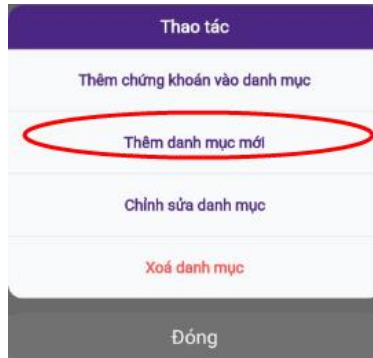 Thao tác
Thêm chứng khoán vào danh mục
Thêm danh mục mới
Chỉnh sửa danh mục
Xoá danh mục
Đóng